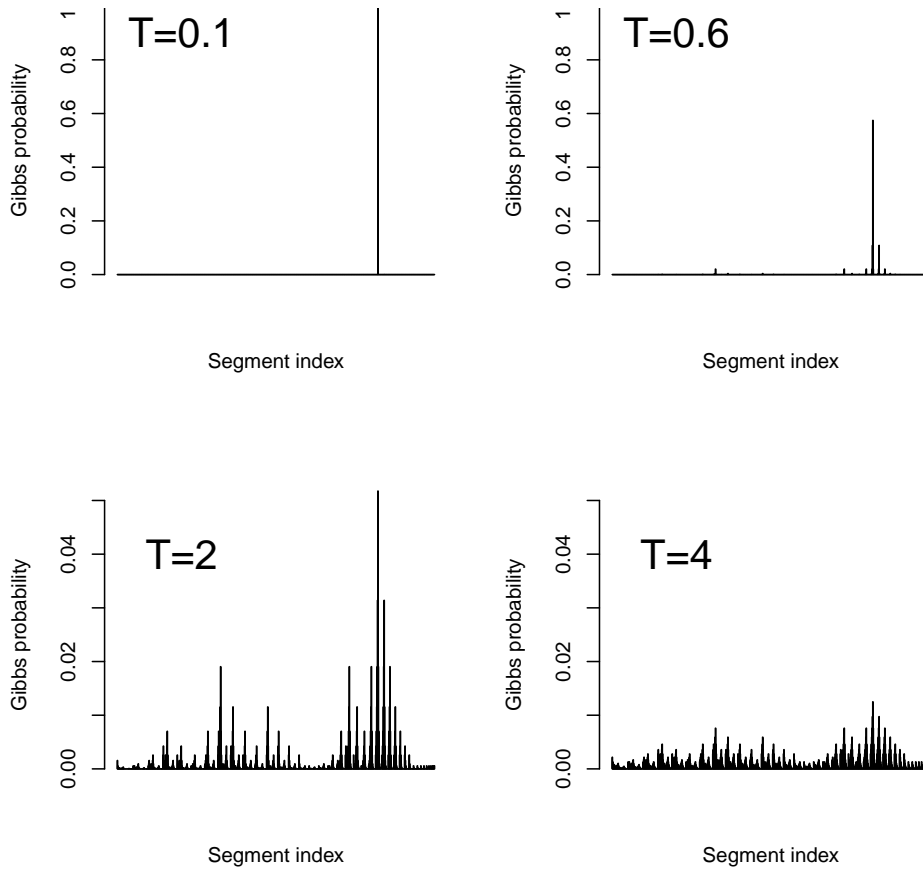 T=0.1
Gibbs probability
0.0 0.2 0.4 0.6 0.8 1
Segment index
T=0.6
Gibbs probability
0.0 0.2 0.4 0.6 0.8 1
Segment index
T=2
Gibbs probability
0.00 0.02 0.04
Segment index
T=4
Gibbs probability
0.00 0.02 0.04
Segment index